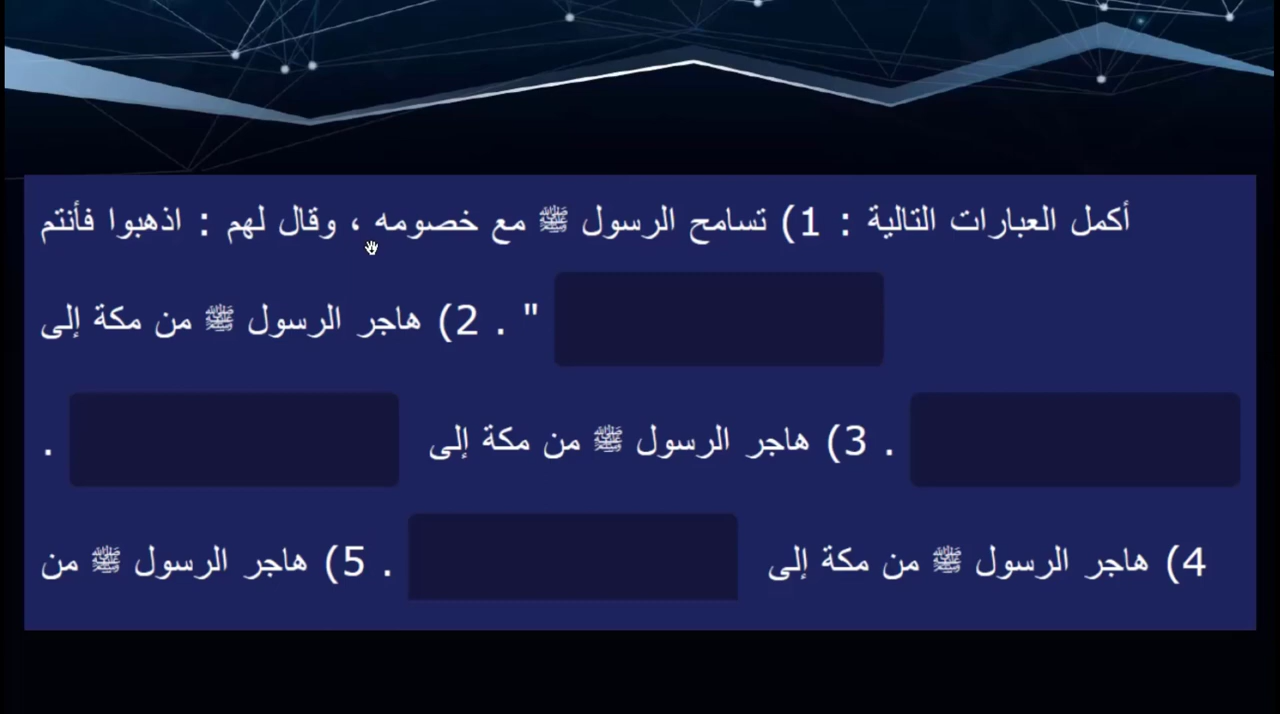 أكمل العبارات التالية : 1) تسامح الرسول ﷺ مع خصومه ، وقال لهم : اذهبوا فأنتم
" . 2) هاجر الرسول ﷺ من مكة إلى
. 3) هاجر الرسول ﷺ من مكة إلى .
4) هاجر الرسول ﷺ من مكة إلى . 5) هاجر الرسول ﷺ من